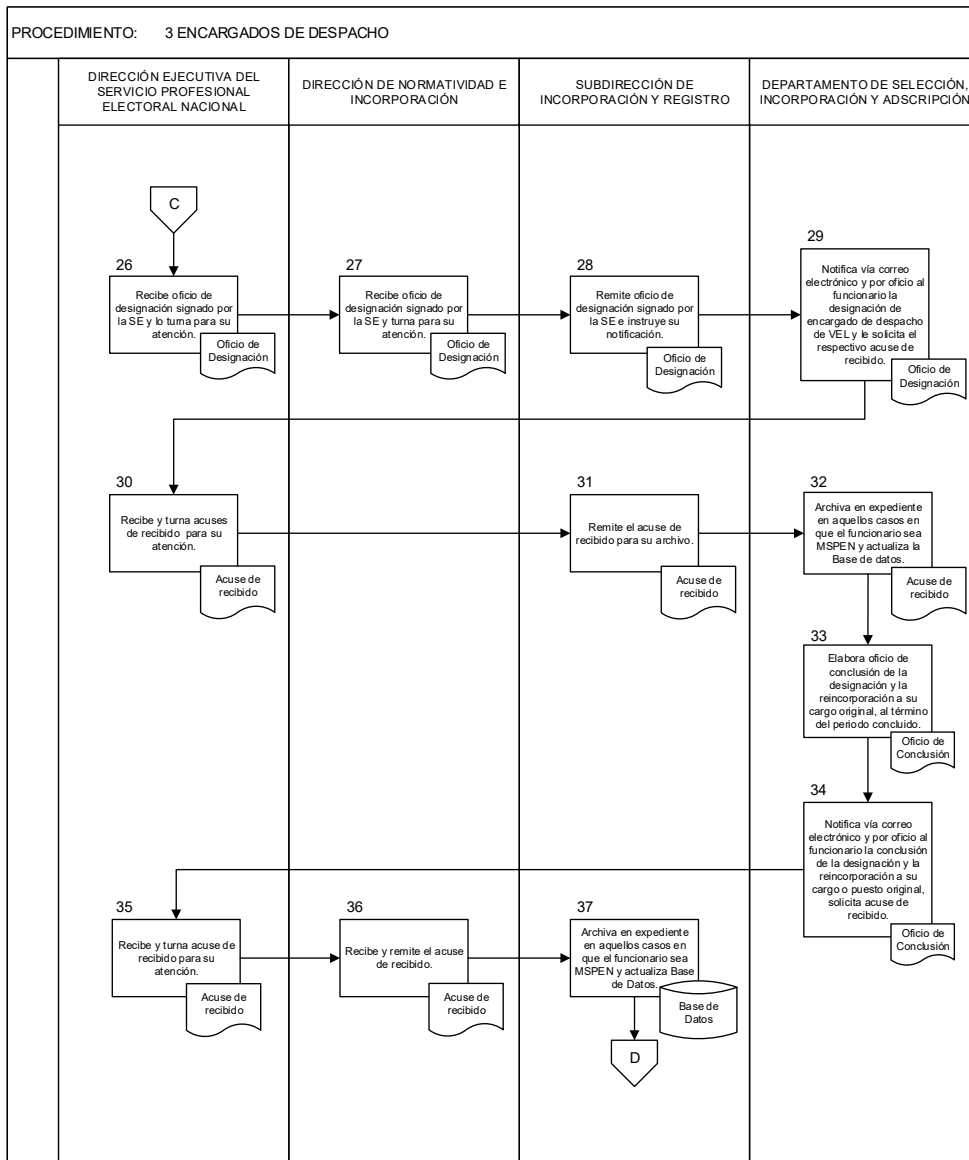 PROCEDIMIENTO: 3 ENCARGADOS DE DESPACHO
DIRECCIÓN EJECUTIVA DEL
SERVICIO PROFESIONAL
ELECTORAL NACIONAL
DIRECCIÓN DE NORMATIVIDAD E
INCORPORACIÓN
SUBDIRECCIÓN DE
INCORPORACIÓN Y REGISTRO
DEPARTAMENTO DE SELECCIÓN,
INCORPORACIÓN Y ADSCRIPCIÓN
C
26
Recibe oficio de
designación signado por
la SE y lo turna para su
atención.
Oficio de
Designación
27
Recibe oficio de
designación signado por
la SE y turna para su
atención.
Oficio de
Designación
28
Remite oficio de
designación signado por
la SE e instruye su
notificación.
Oficio de
Designación
29
Notifica vía correo
electrónico y por oficio al
funcionario la
designación de
encargado de despacho
de VEL y le solicita el
respectivo acuse de
recibido.
Oficio de
Designación
30
Recibe y turna acuses
de recibido para su
atención.
Acuse de
recibido
31
Remite el acuse de
recibido para su archivo.
Acuse de
recibido
32
Archiva en expediente
en aquellos casos en
que el funcionario sea
MSPEN y actualiza la
Base de datos.
Acuse de
recibido
33
Elabora oficio de
conclusión de la
designación y la
reincorporación a su
cargo original, al término
del periodo concluido.
Oficio de
Conclusión
34
Notifica vía correo
electrónico y por oficio al
funcionario la conclusión
de la designación y la
reincorporación a su
cargo o puesto original,
solicita acuse de
recibido.
Oficio de
Conclusión
35
Recibe y turna acuse de
recibido para su
atención.
Acuse de
recibido
36
Recibe y remite el acuse
de recibido.
Acuse de
recibido
37
Archiva en expediente
en aquellos casos en
que el funcionario sea
MSPEN y actualiza Base
de Datos.
Base de
Datos
D